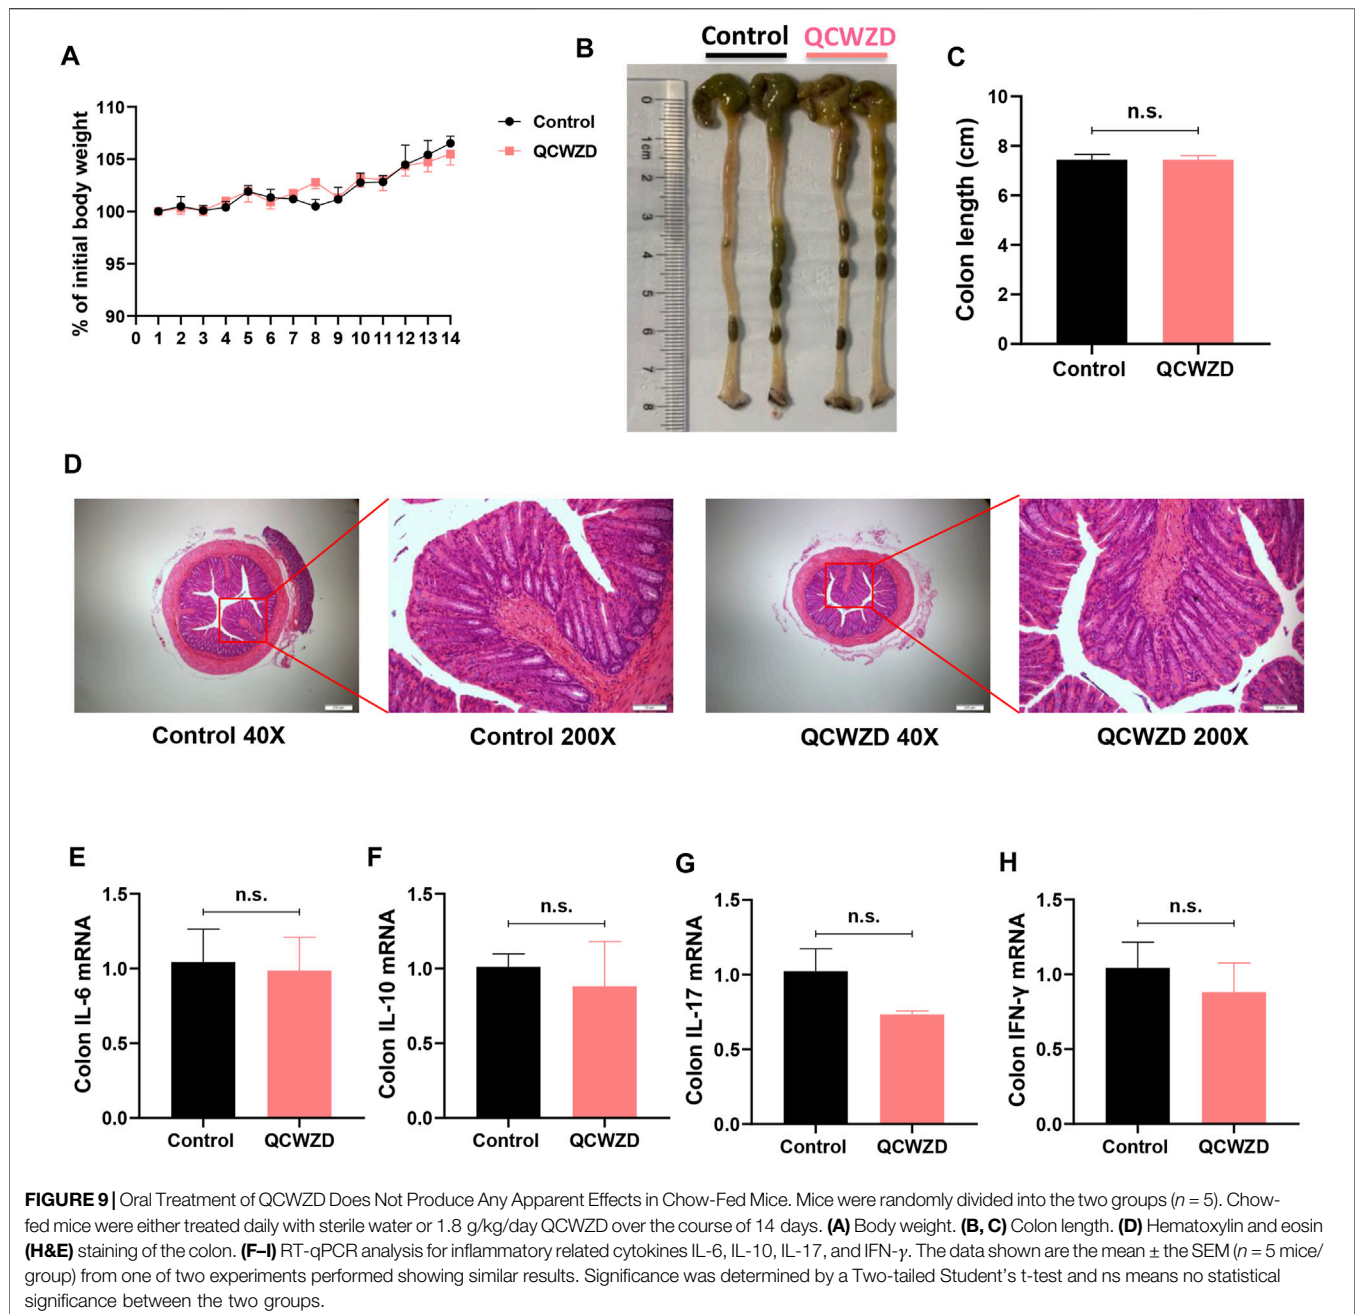 A
110
105
100
95
90
% of initial body weight
0 1 2 3 4 5 6 7 8 9 10 11 12 13 14
Control
QCWZD
B
Control QCWZD
0
1 cm
2
3
4
5
6
7
8
C
10
8
6
4
2
0
Colon length (cm)
n.s.
Control QCWZD
D
Control 40X Control 200X QCWZD 40X QCWZD 200X
E
1.5
1.0
0.5
0.0
Colon IL-6 mRNA
n.s.
Control QCWZD
F
1.5
1.0
0.5
0.0
Colon IL-10 mRNA
n.s.
Control QCWZD
G
1.5
1.0
0.5
0.0
Colon IL-17 mRNA
n.s.
Control QCWZD
H
1.5
1.0
0.5
0.0
Colon IFN-γ mRNA
n.s.
Control QCWZD
FIGURE 9 | Oral Treatment of QCWZD Does Not Produce Any Apparent Effects in Chow-Fed Mice. Mice were randomly divided into the two groups (n = 5). Chow-
fed mice were either treated daily with sterile water or 1.8 g/kg/day QCWZD over the course of 14 days. (A) Body weight. (B, C) Colon length. (D) Hematoxylin and eosin
(H&E) staining of the colon. (F–I) RT-qPCR analysis for inflammatory related cytokines IL-6, IL-10, IL-17, and IFN-γ. The data shown are the mean ± the SEM (n = 5 mice/
group) from one of two experiments performed showing similar results. Significance was determined by a Two-tailed Student's t-test and ns means no statistical
significance between the two groups.